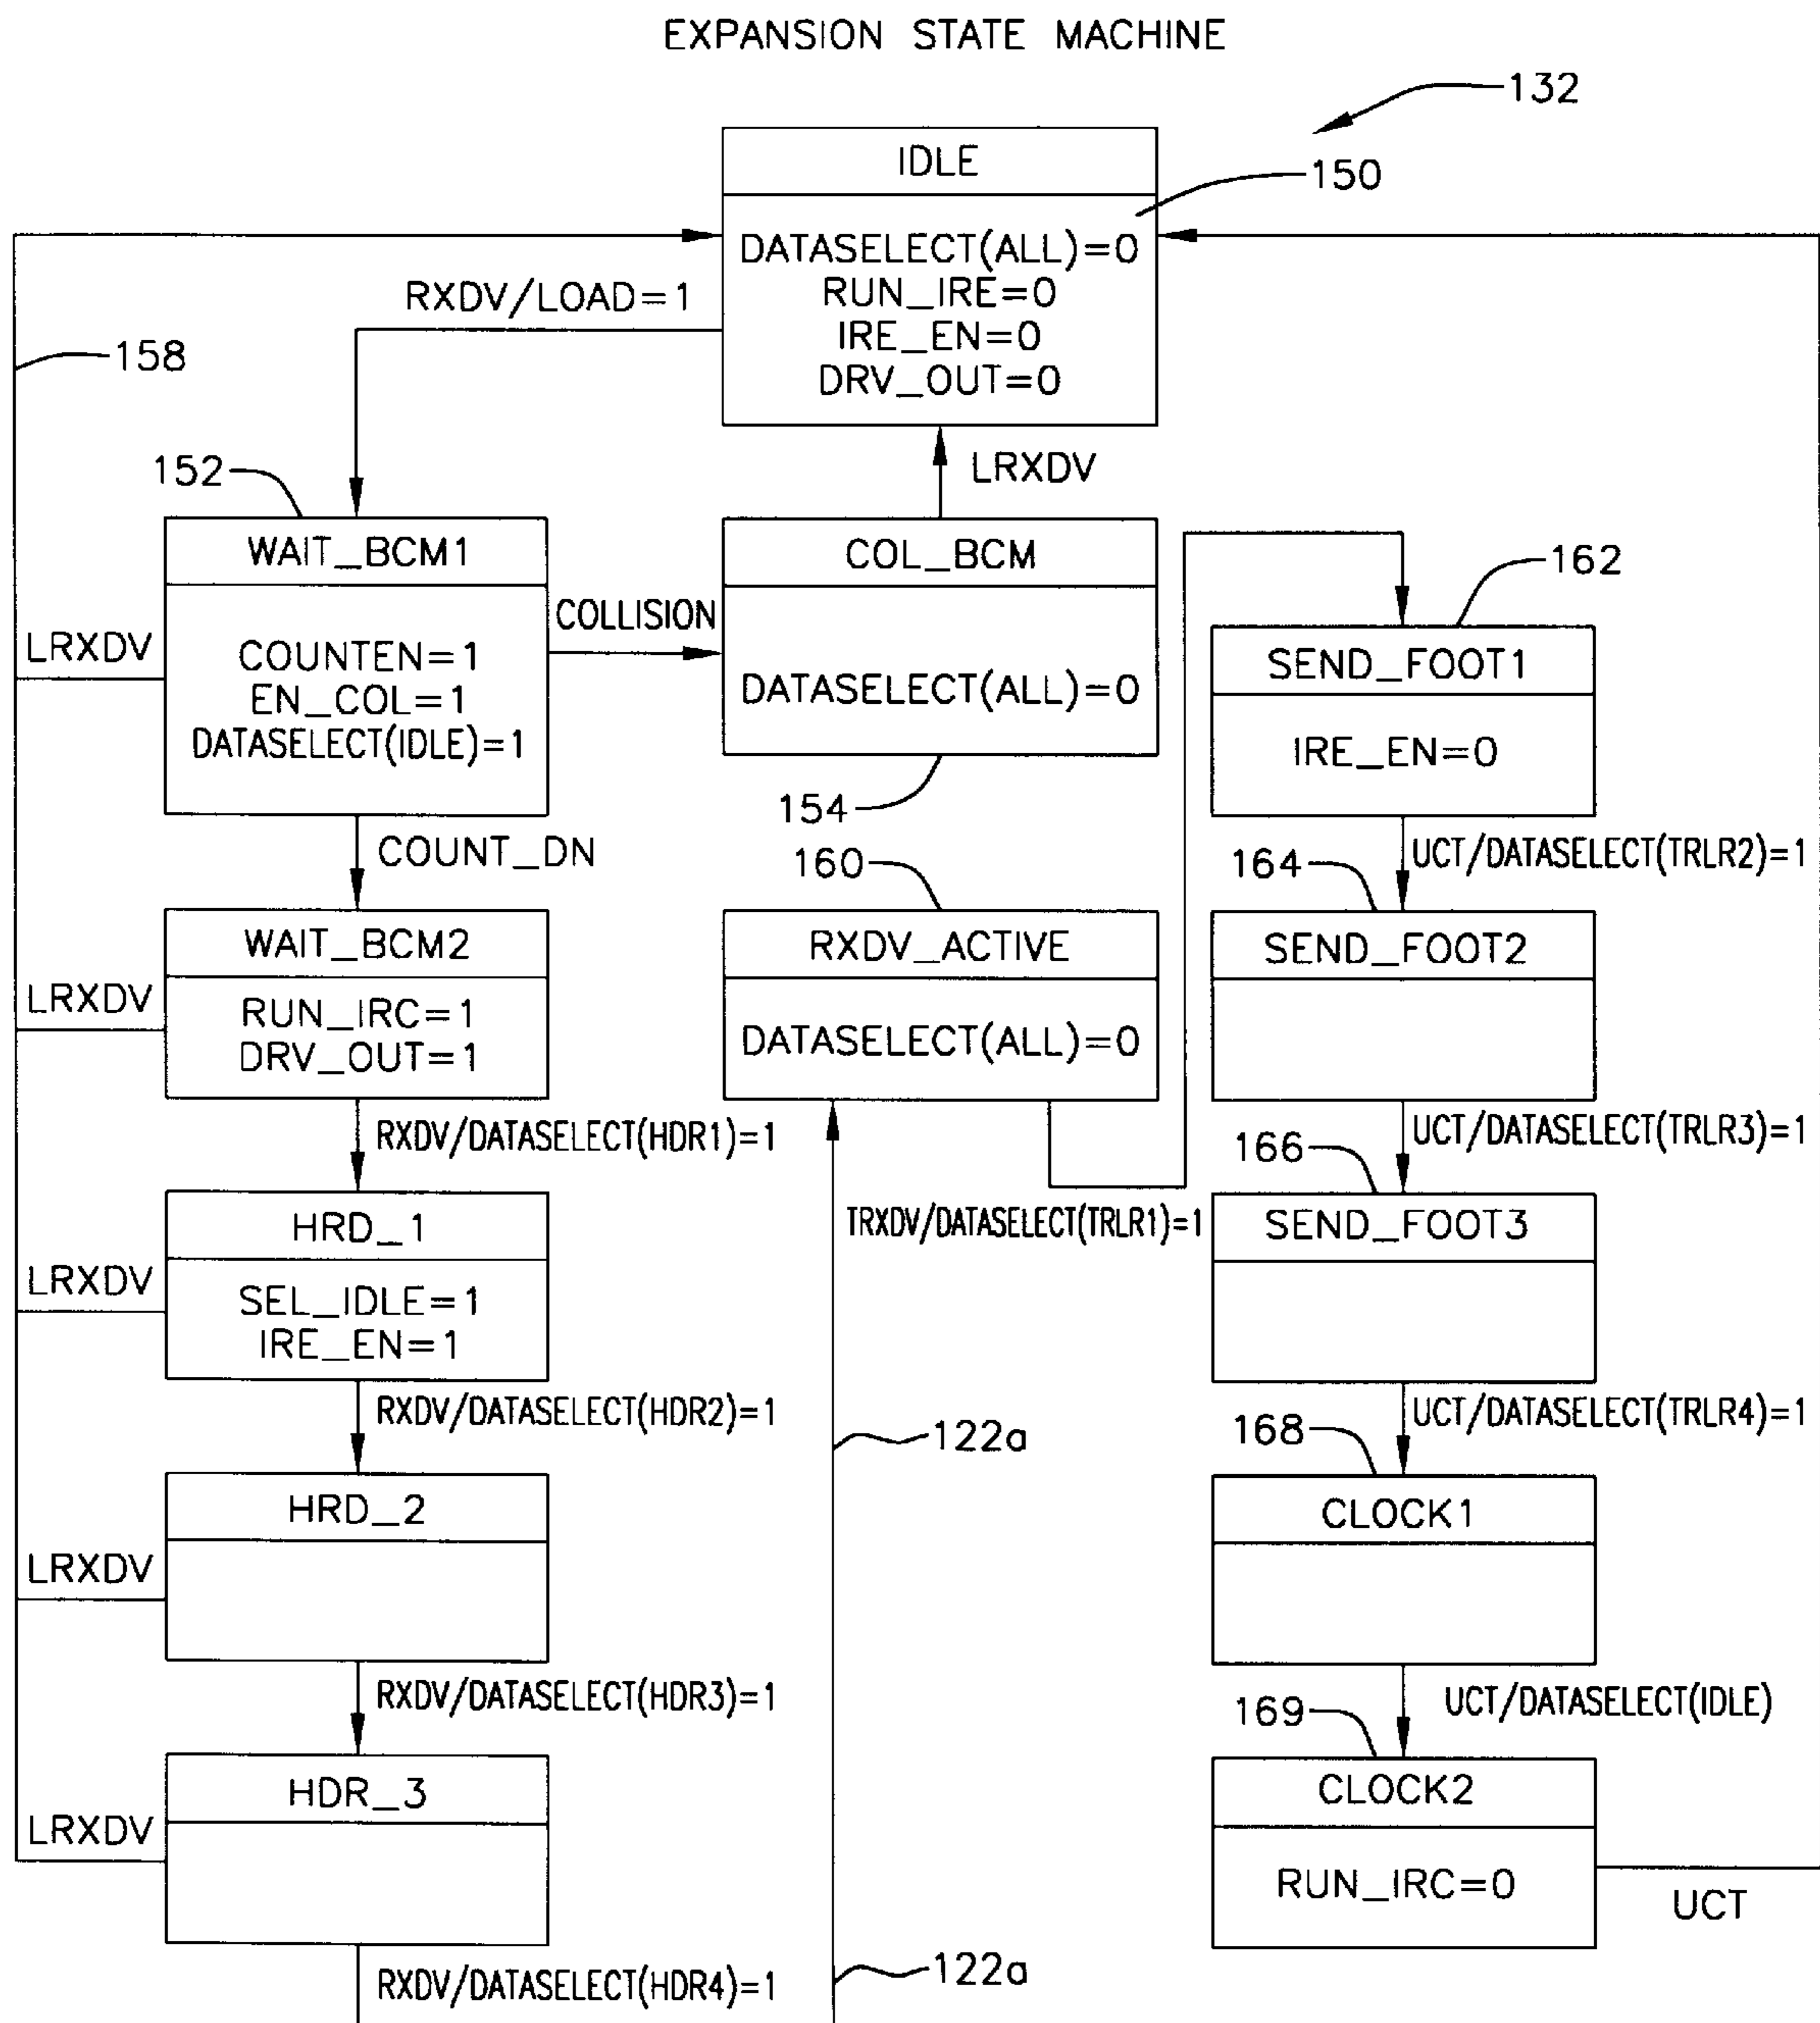 EXPANSION STATE MACHINE
132
IDLE
150
DATASELECT(ALL)=0
RUN_IRE=0
IRE_EN=0
DRV_OUT=0
RXDV/LOAD=1
158
LRXDV
152
WAIT_BCM1
COUNTEN=1
EN_COL=1
DATASELECT(IDLE)=1
LRXDV
COLLISION
COL_BCM
DATASELECT(ALL)=0
154
COUNT_DN
WAIT_BCM2
RUN_IRC=1
DRV_OUT=1
LRXDV
RXDV/DATASELECT(HDR1)=1
HRD_1
SEL_IDLE=1
IRE_EN=1
LRXDV
RXDV/DATASELECT(HDR2)=1
HRD_2
LRXDV
RXDV/DATASELECT(HDR3)=1
HDR_3
LRXDV
RXDV/DATASELECT(HDR4)=1
122a
122a
160
RXDV_ACTIVE
DATASELECT(ALL)=0
TRXDV/DATASELECT(TRLR1)=1
162
SEND_FOOT1
IRE_EN=0
UCT/DATASELECT(TRLR2)=1
164
SEND_FOOT2
UCT/DATASELECT(TRLR3)=1
166
SEND_FOOT3
UCT/DATASELECT(TRLR4)=1
168
CLOCK1
UCT/DATASELECT(IDLE)
169
CLOCK2
RUN_IRC=0
UCT